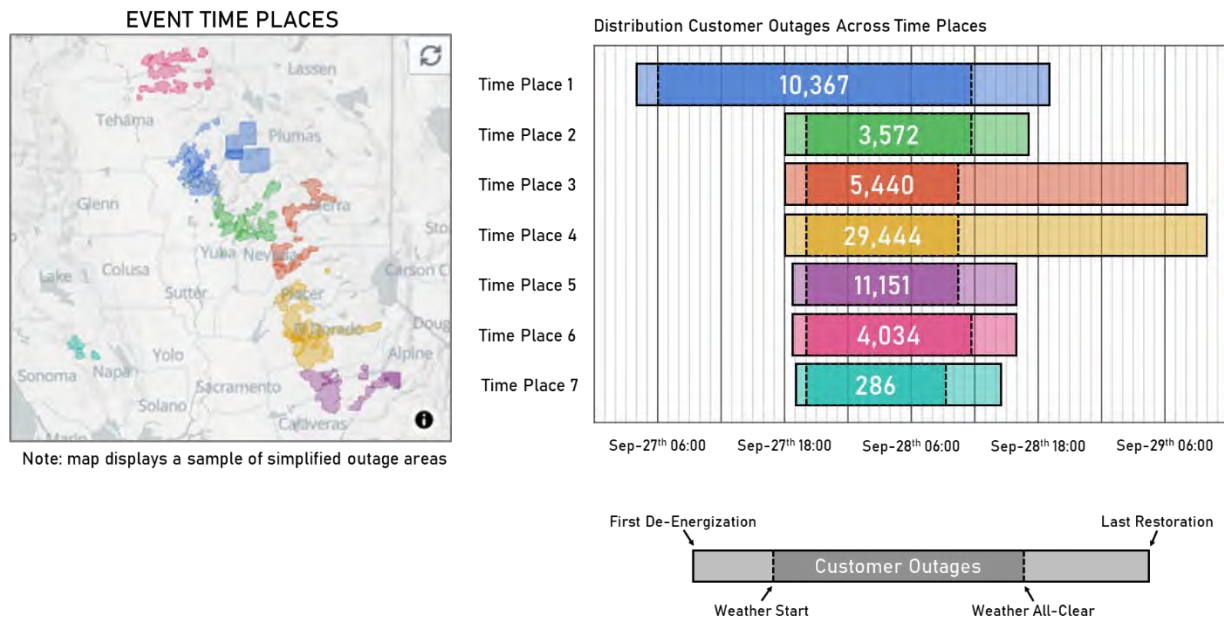 EVENT TIME PLACES
Lassen
Tehama
Plumas
Glenn
Sierra
Yuba
Nevada
Lake
Colusa
Sutter
Placer
Carson C
El Dorado
Doug
Alpine
Yolo
Sonoma
Napa
Sacramento
Solano
Calaveras
Marin
Note: map displays a sample of simplified outage areas
Distribution Customer Outages Across Time Places
Time Place 1
10,367
Time Place 2
3,572
Time Place 3
5,440
Time Place 4
29,444
Time Place 5
11,151
Time Place 6
4,034
Time Place 7
286
Sep-27th 06:00
Sep-27th 18:00
Sep-28th 06:00
Sep-28th 18:00
Sep-29th 06:00
First De-Energization
Last Restoration
Customer Outages
Weather Start
Weather All-Clear